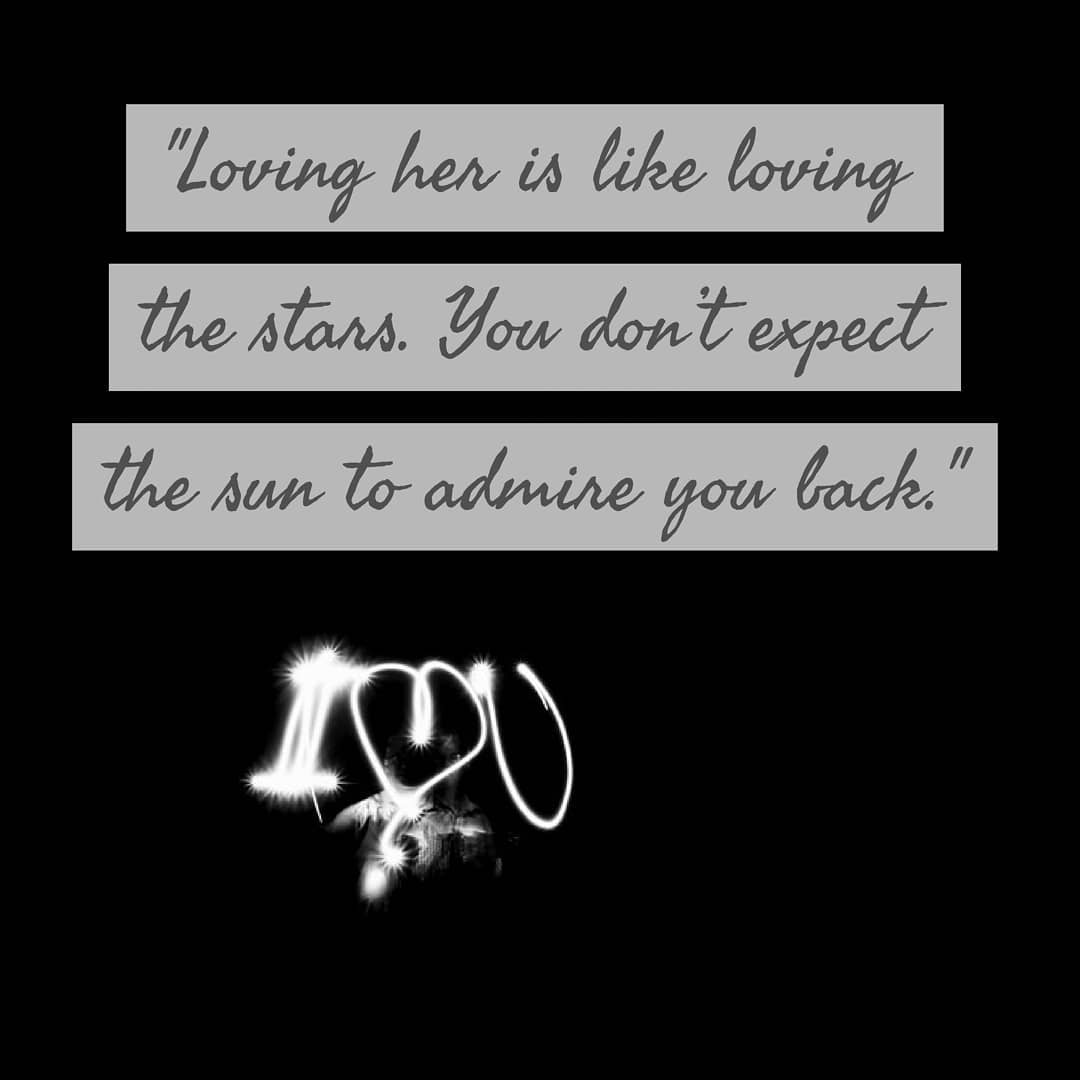 "Loving her is like loving
the stars. You don't expect
the sun to admire you back."
I ♥ U